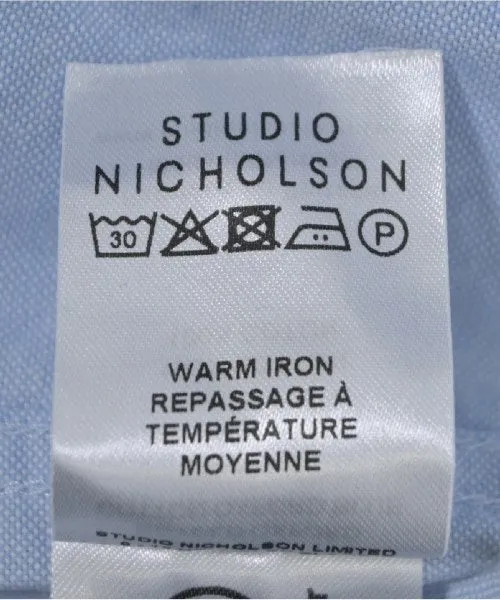 STUDIO
NICHOLSON
30 P
WARM IRON
REPASSAGE À
TEMPÉRATURE
MOYENNE
STUDIO NICHOLSON LIMITED